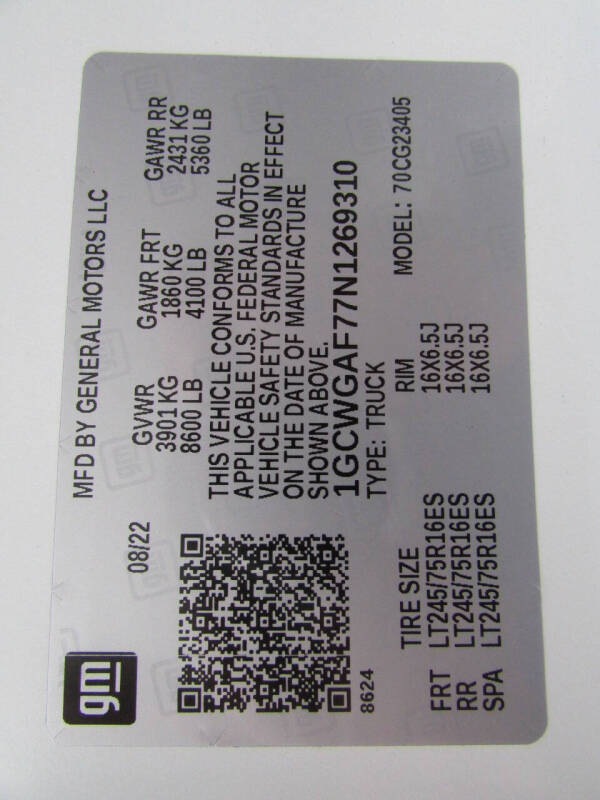 gm
MFD BY GENERAL MOTORS LLC
08/22
GVWR GAWR FRT GAWR RR
3901 KG 1860 KG 2431 KG
8600 LB 4100 LB 5360 LB
THIS VEHICLE CONFORMS TO ALL
APPLICABLE U.S. FEDERAL MOTOR
VEHICLE SAFETY STANDARDS IN EFFECT
ON THE DATE OF MANUFACTURE
SHOWN ABOVE.
1GCWGAF77N1269310
8624
TYPE: TRUCK
MODEL: 70CG23405
TIRE SIZE RIM
FRT LT245/75R16ES 16X6.5J
RR LT245/75R16ES 16X6.5J
SPA LT245/75R16ES 16X6.5J